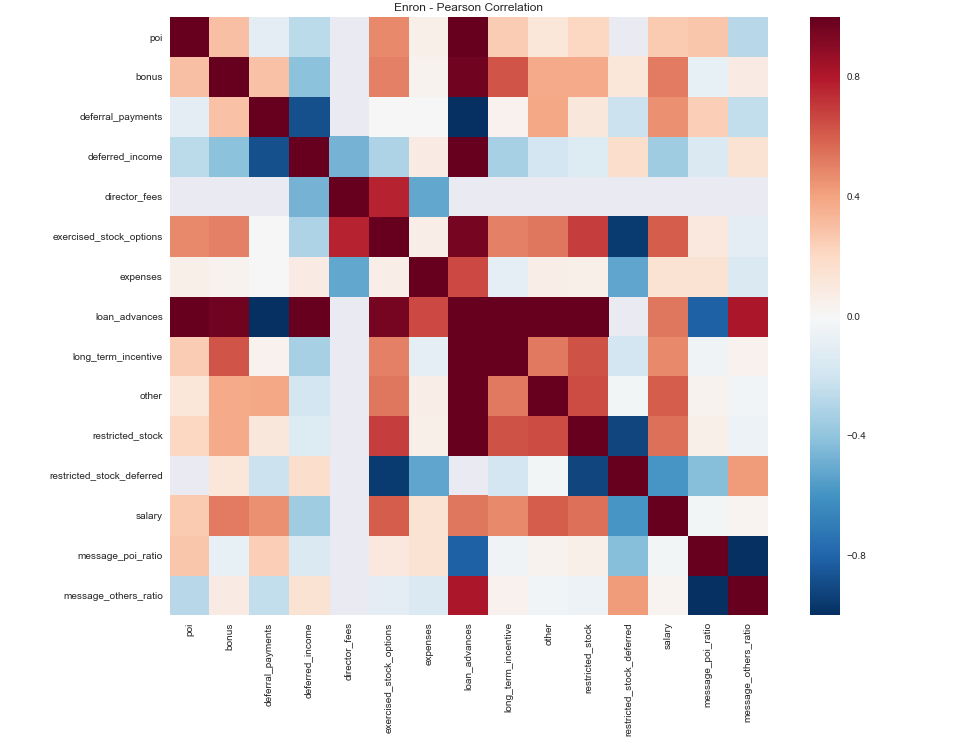 Enron - Pearson Correlation
poi
bonus
deferral_payments
deferred_income
director_fees
exercised_stock_options
expenses
loan_advances
long_term_incentive
other
restricted_stock
restricted_stock_deferred
salary
message_poi_ratio
message_others_ratio
poi
bonus
deferral_payments
deferred_income
director_fees
exercised_stock_options
expenses
loan_advances
long_term_incentive
other
restricted_stock
restricted_stock_deferred
salary
message_poi_ratio
message_others_ratio
0.8
0.4
0.0
−0.4
−0.8